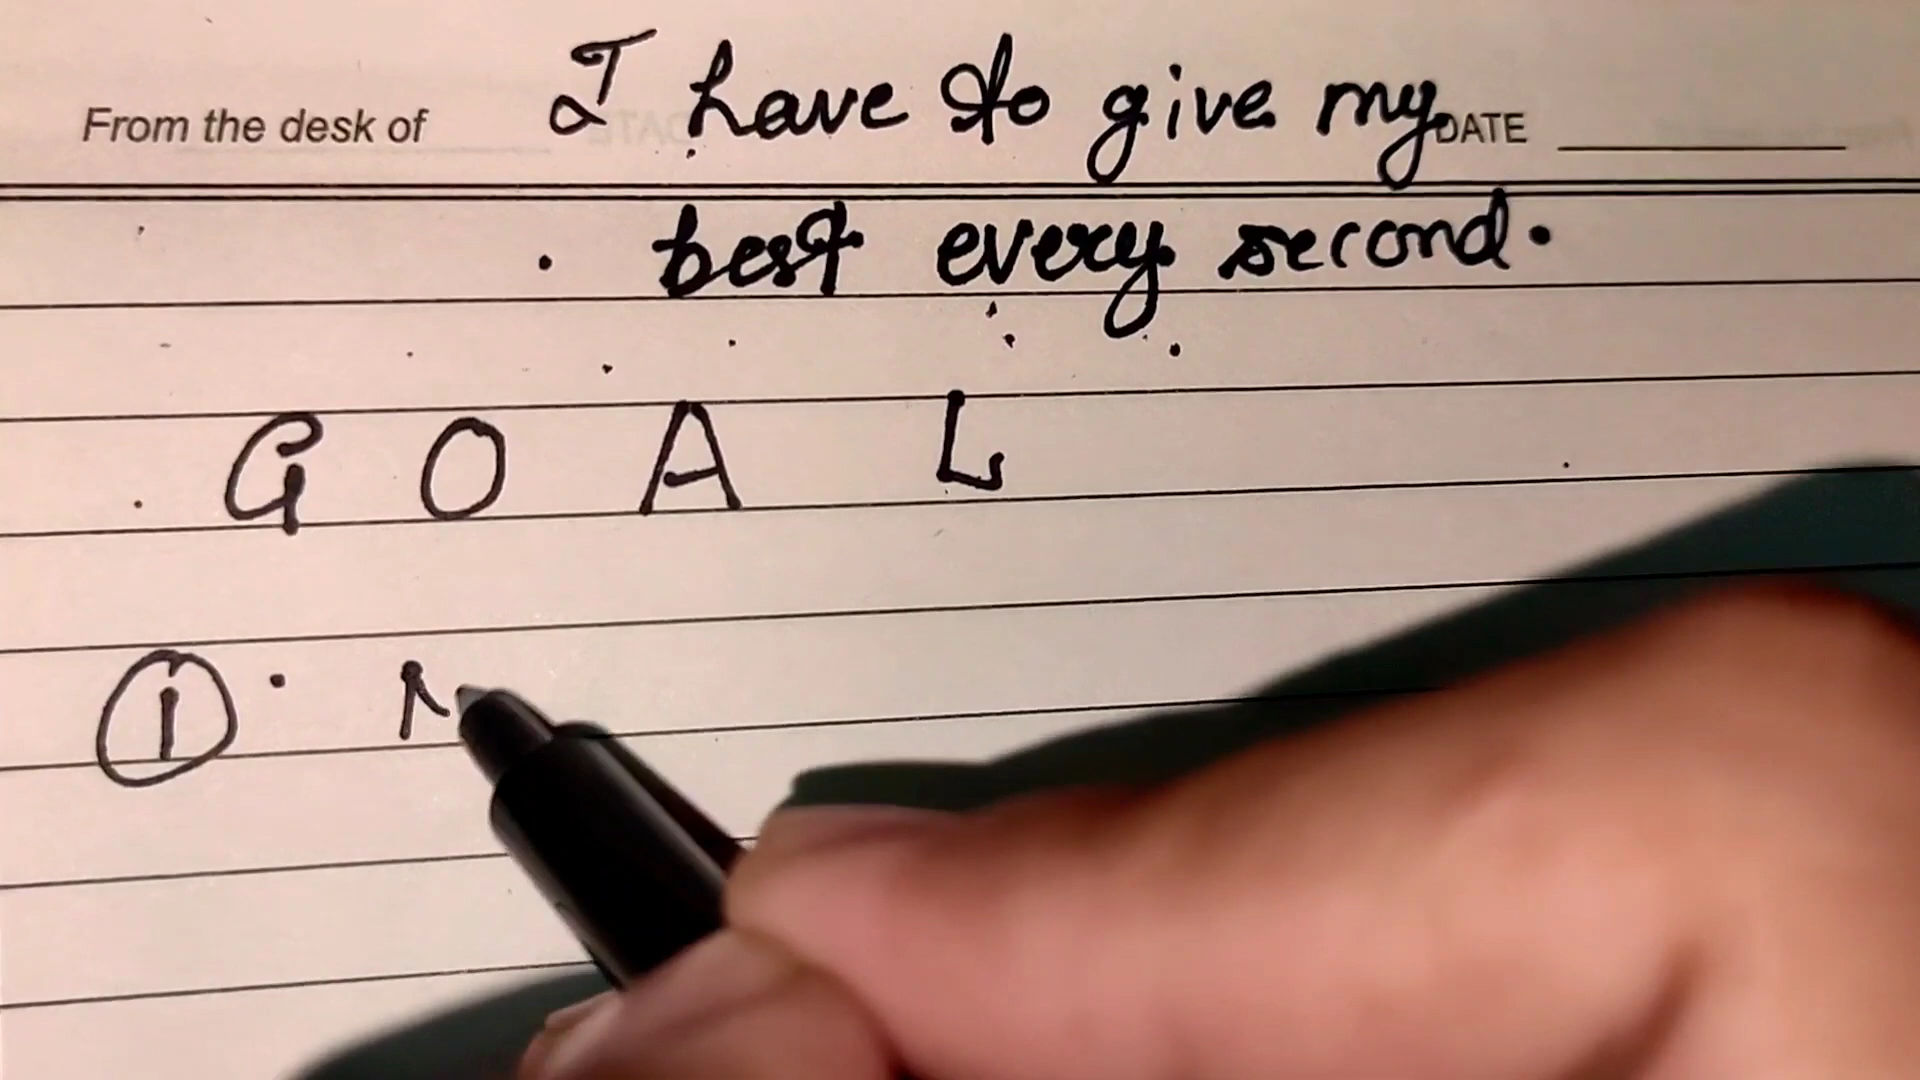 From the desk of I have to give my DATE
best every second.
G O A L
①